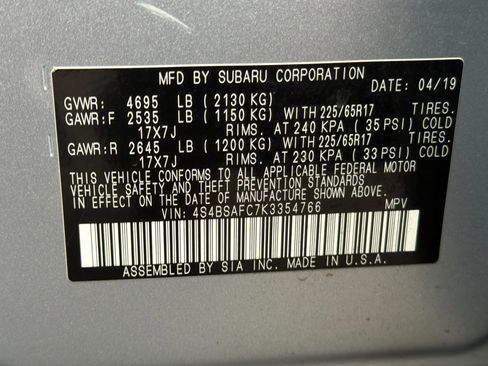 MFD BY SUBARU CORPORATION DATE: 04/19
GVWR: 4695 LB (2130 KG)
GAWR:F 2535 LB (1150 KG) WITH 225/65R17 TIRES.
17X7J RIMS. AT 240 KPA (35 PSI) COLD
GAWR:R 2645 LB (1200 KG) WITH 225/65R17 TIRES.
17X7J RIMS. AT 230 KPA (33 PSI) COLD
THIS VEHICLE CONFORMS TO ALL APPLICABLE FEDERAL MOTOR
VEHICLE SAFETY AND THEFT PREVENTION STANDARDS
IN EFFECT ON THE DATE OF MANUFACTURE SHOWN ABOVE.
VIN: 4S4BSAFC7K3354766 MPV
ASSEMBLED BY SIA INC. MADE IN U.S.A.